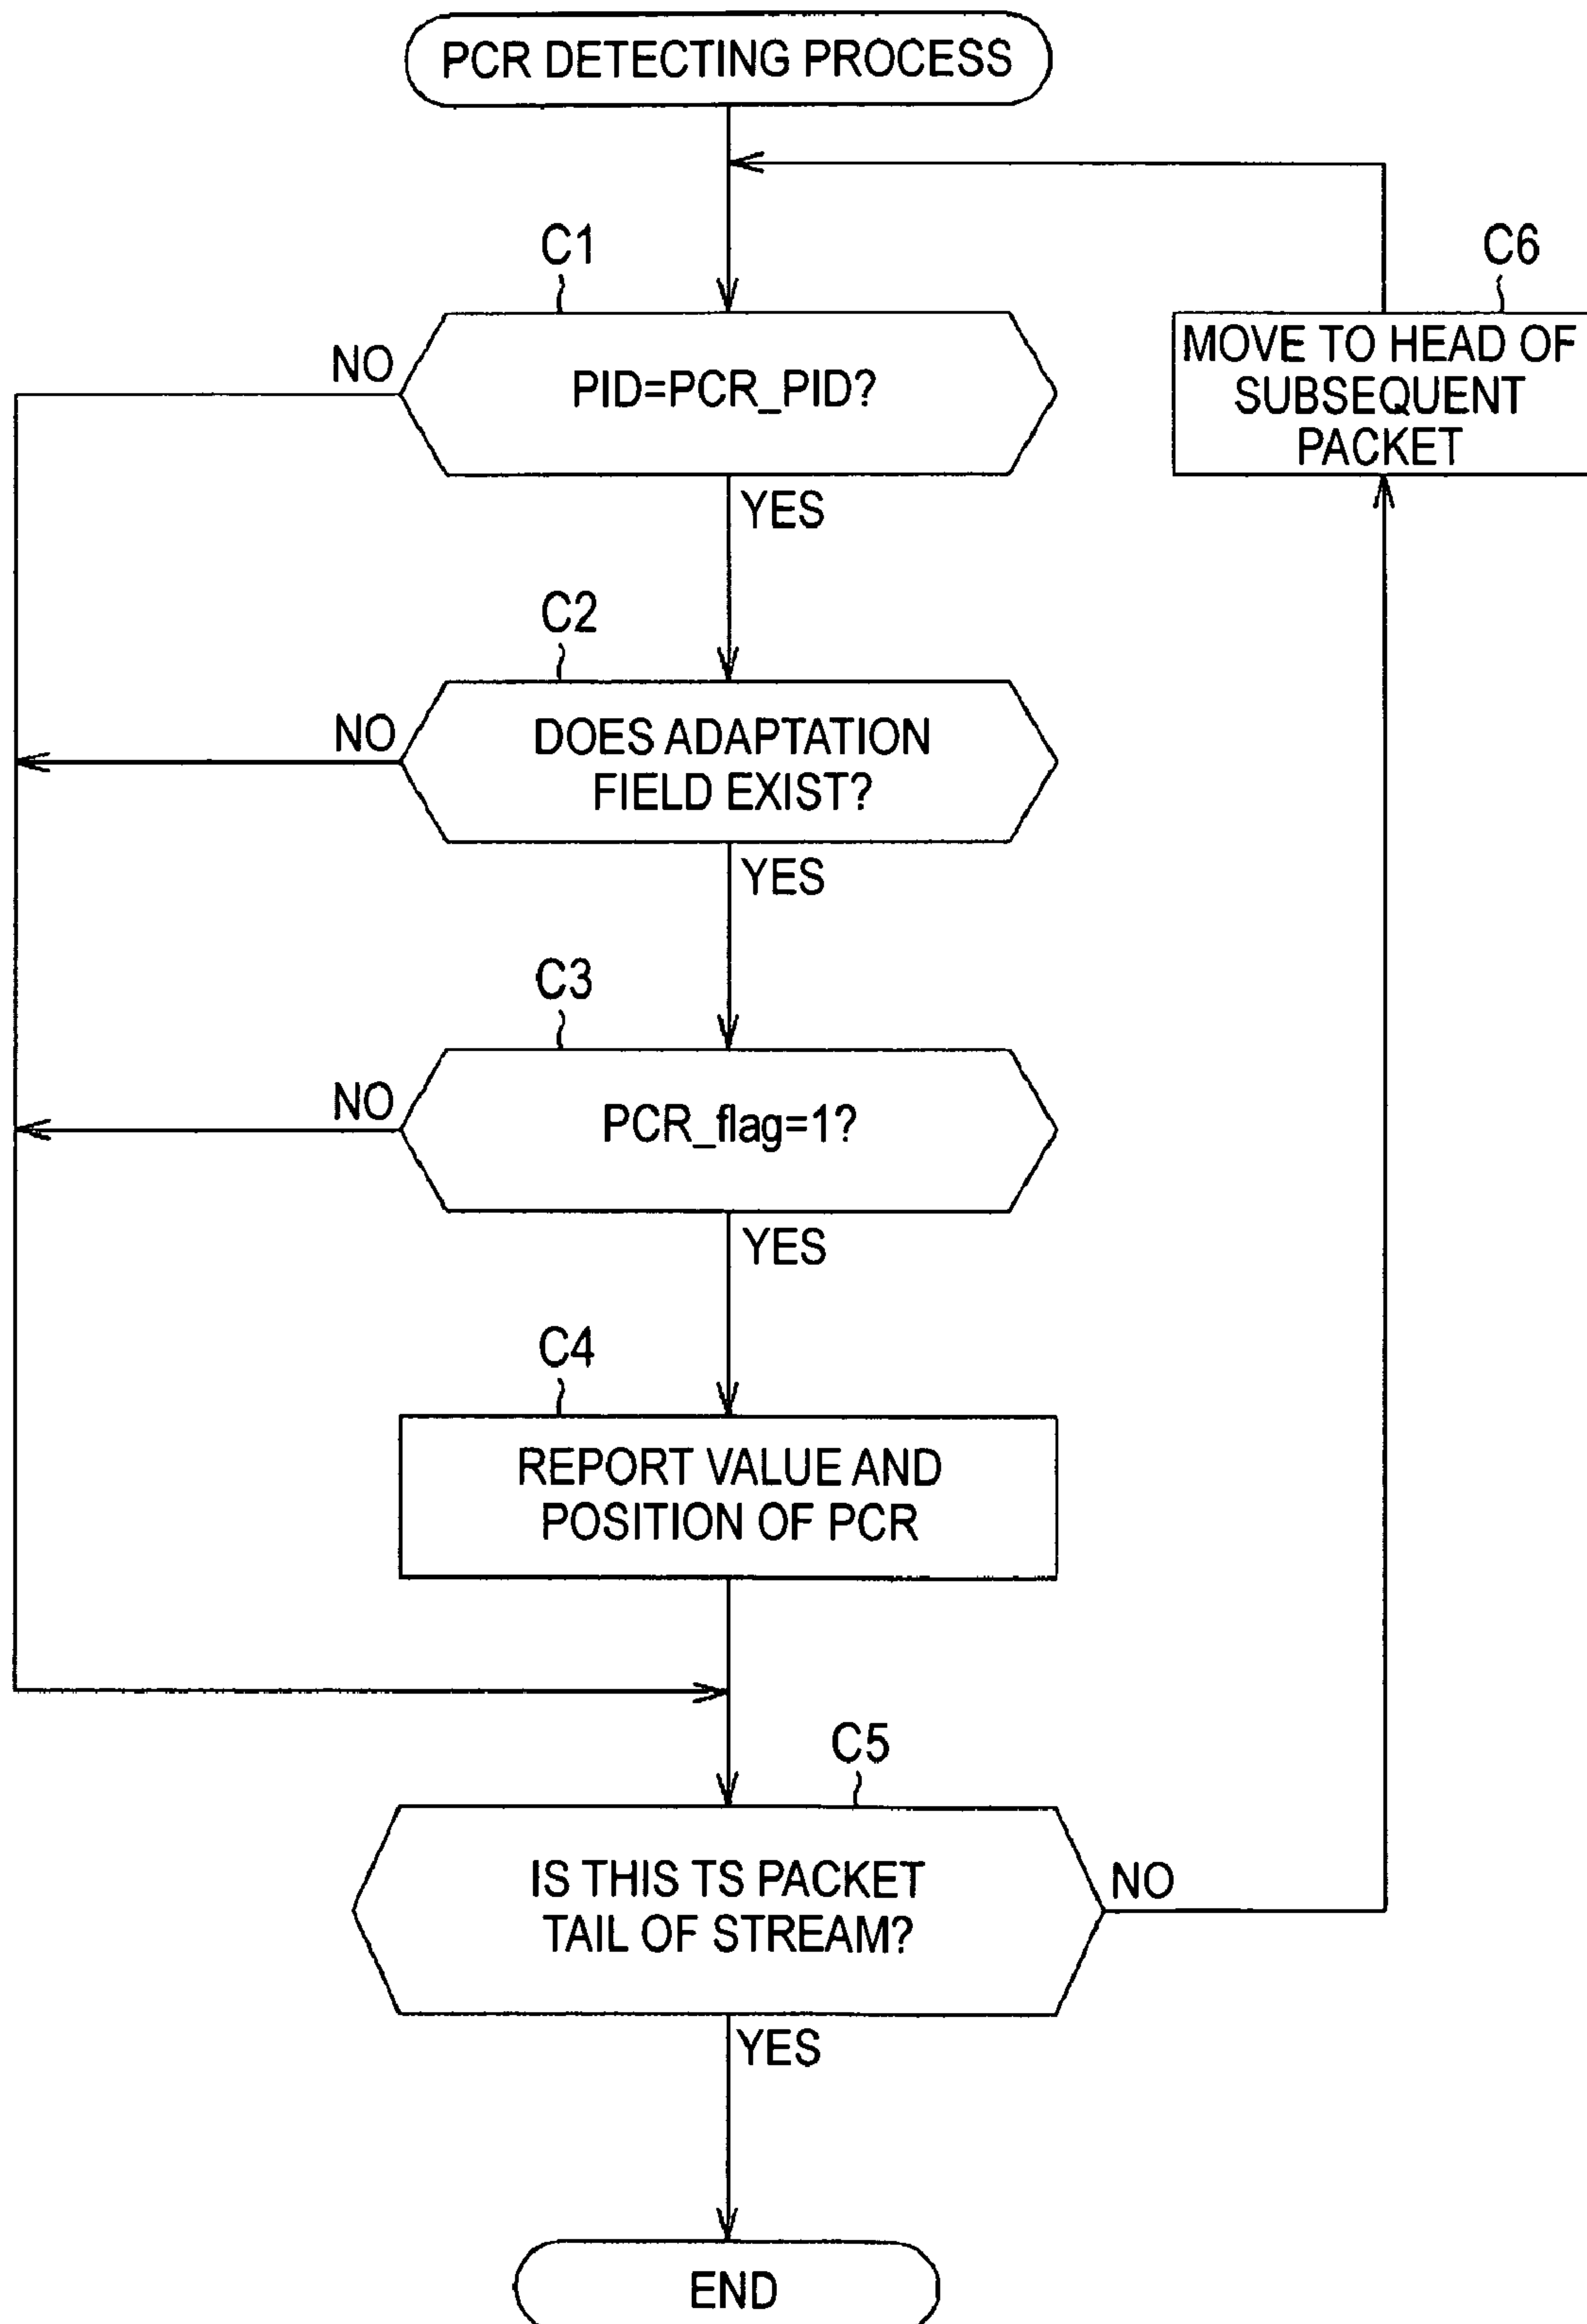 PCR DETECTING PROCESS
C1
C6
NO
PID=PCR_PID?
MOVE TO HEAD OF
SUBSEQUENT
PACKET
YES
C2
NO
DOES ADAPTATION
FIELD EXIST?
YES
C3
NO
PCR_flag=1?
YES
C4
REPORT VALUE AND
POSITION OF PCR
C5
IS THIS TS PACKET
TAIL OF STREAM?
NO
YES
END